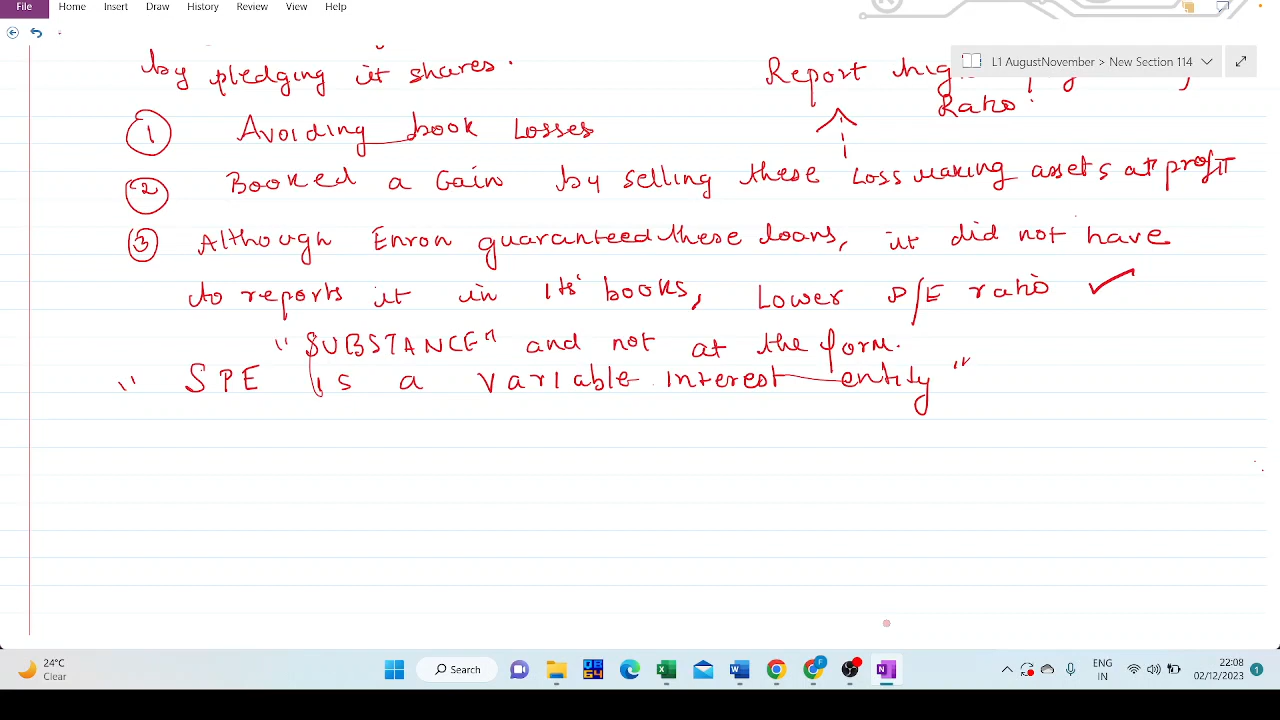 File Home Insert Draw History Review View Help
L1 AugustNovember > New Section 114
by pledging it shares.
Report
Ratio!
1 Avoiding book Losses
2 Booked a Gain by selling these Loss making assets at profit
3 Although Enron guaranteed these loans, it did not have
to reports it in its' books, Lower D/E ratio ✓
"SUBSTANCE" and not at the form.
" SPE is a variable interest entity "
24°C
Clear
Search
ENG
IN
22:08
02/12/2023
1